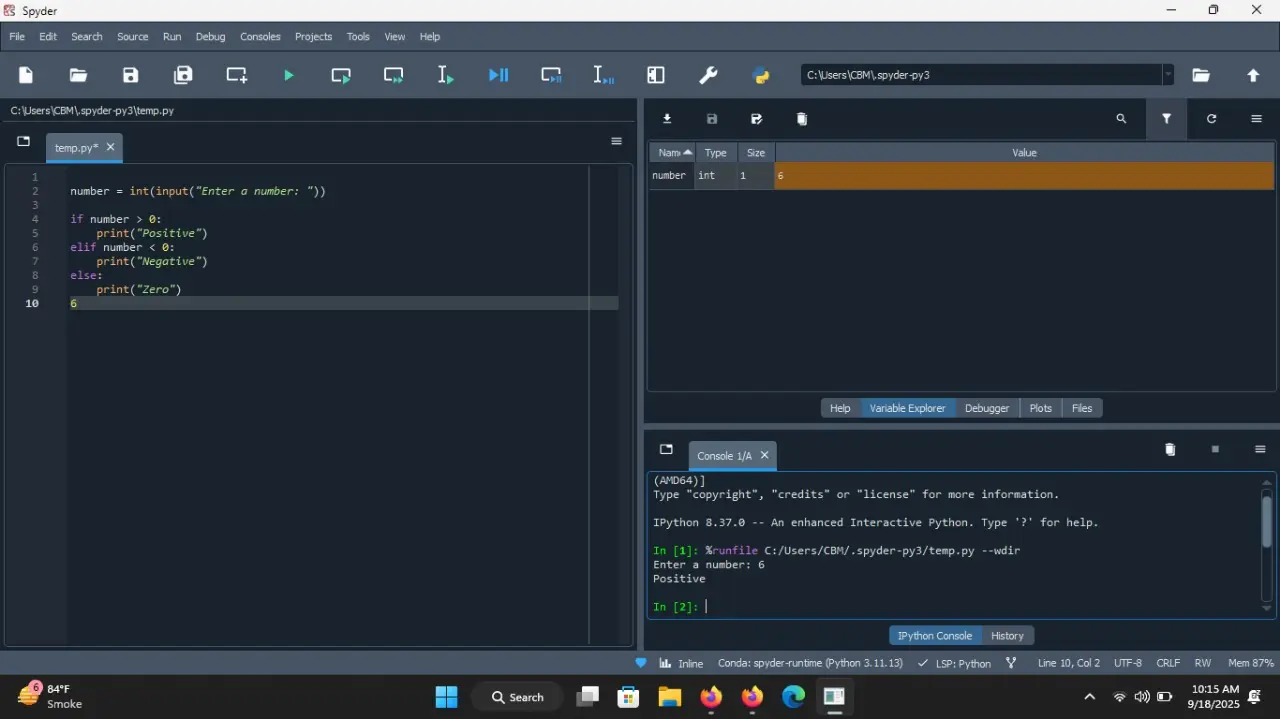 Spyder
File Edit Search Source Run Debug Consoles Projects Tools View Help
C:\Users\CBM\.spyder-py3
C:\Users\CBM\.spyder-py3\temp.py
temp.py*
1
2 number = int(input("Enter a number: "))
3
4 if number > 0:
5     print("Positive")
6 elif number < 0:
7     print("Negative")
8 else:
9     print("Zero")
10 6
Nam Type Size Value
number int 1 6
Help Variable Explorer Debugger Plots Files
Console 1/A
(AMD64)]
Type "copyright", "credits" or "license" for more information.
IPython 8.37.0 -- An enhanced Interactive Python. Type '?' for help.
In [1]: %runfile C:/Users/CBM/.spyder-py3/temp.py --wdir
Enter a number: 6
Positive
In [2]:
IPython Console History
Inline Conda: spyder-runtime (Python 3.11.13) LSP: Python Line 10, Col 2 UTF-8 CRLF RW Mem 87%
6 84°F
Smoke
Search
10:15 AM
9/18/2025